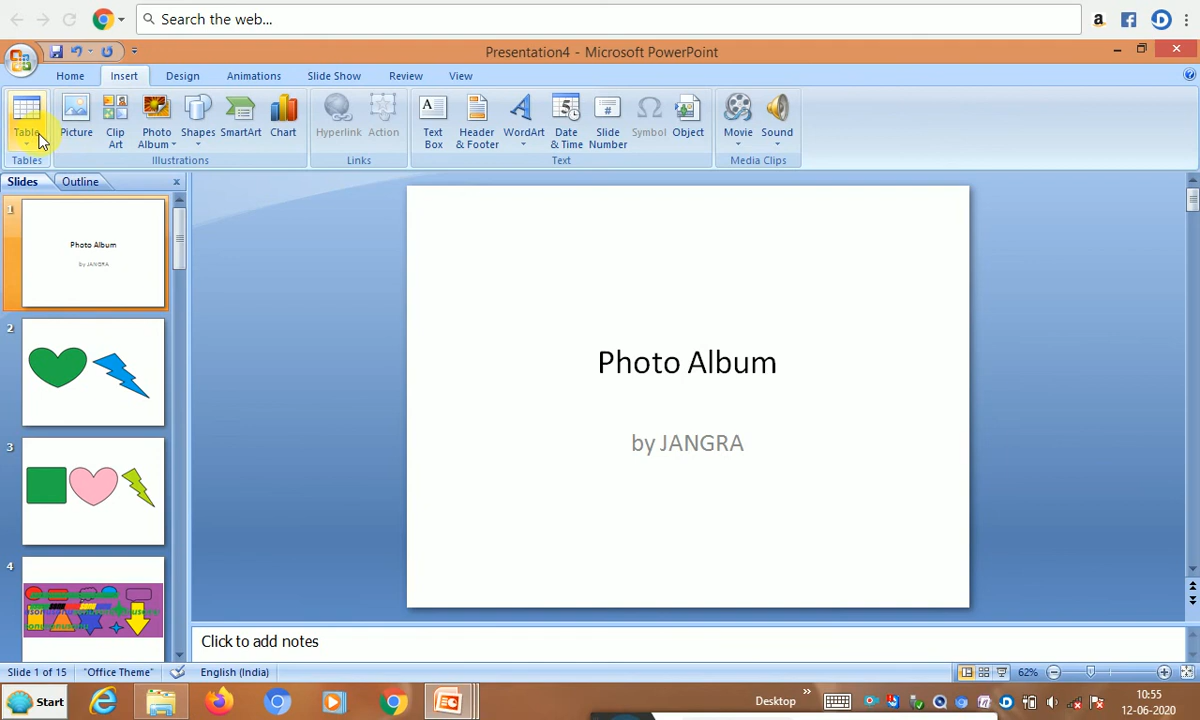 Search the web...
Presentation4 - Microsoft PowerPoint
Home Insert Design Animations Slide Show Review View
Table Picture Clip Art Photo Album Shapes SmartArt Chart Hyperlink Action Text Box Header & Footer WordArt Date & Time Slide Number Symbol Object Movie Sound
Tables Illustrations Links Text Media Clips
Slides Outline
1
Photo Album
by JANGRA
2
3
4
Photo Album
by JANGRA
Click to add notes
Slide 1 of 15 "Office Theme" English (India) 62%
Start Desktop 10:55
12-06-2020